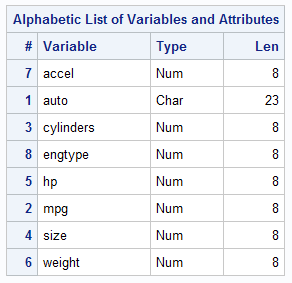 Alphabetic List of Variables and Attributes
# Variable Type Len
7 accel Num 8
1 auto Char 23
3 cylinders Num 8
8 engtype Num 8
5 hp Num 8
2 mpg Num 8
4 size Num 8
6 weight Num 8